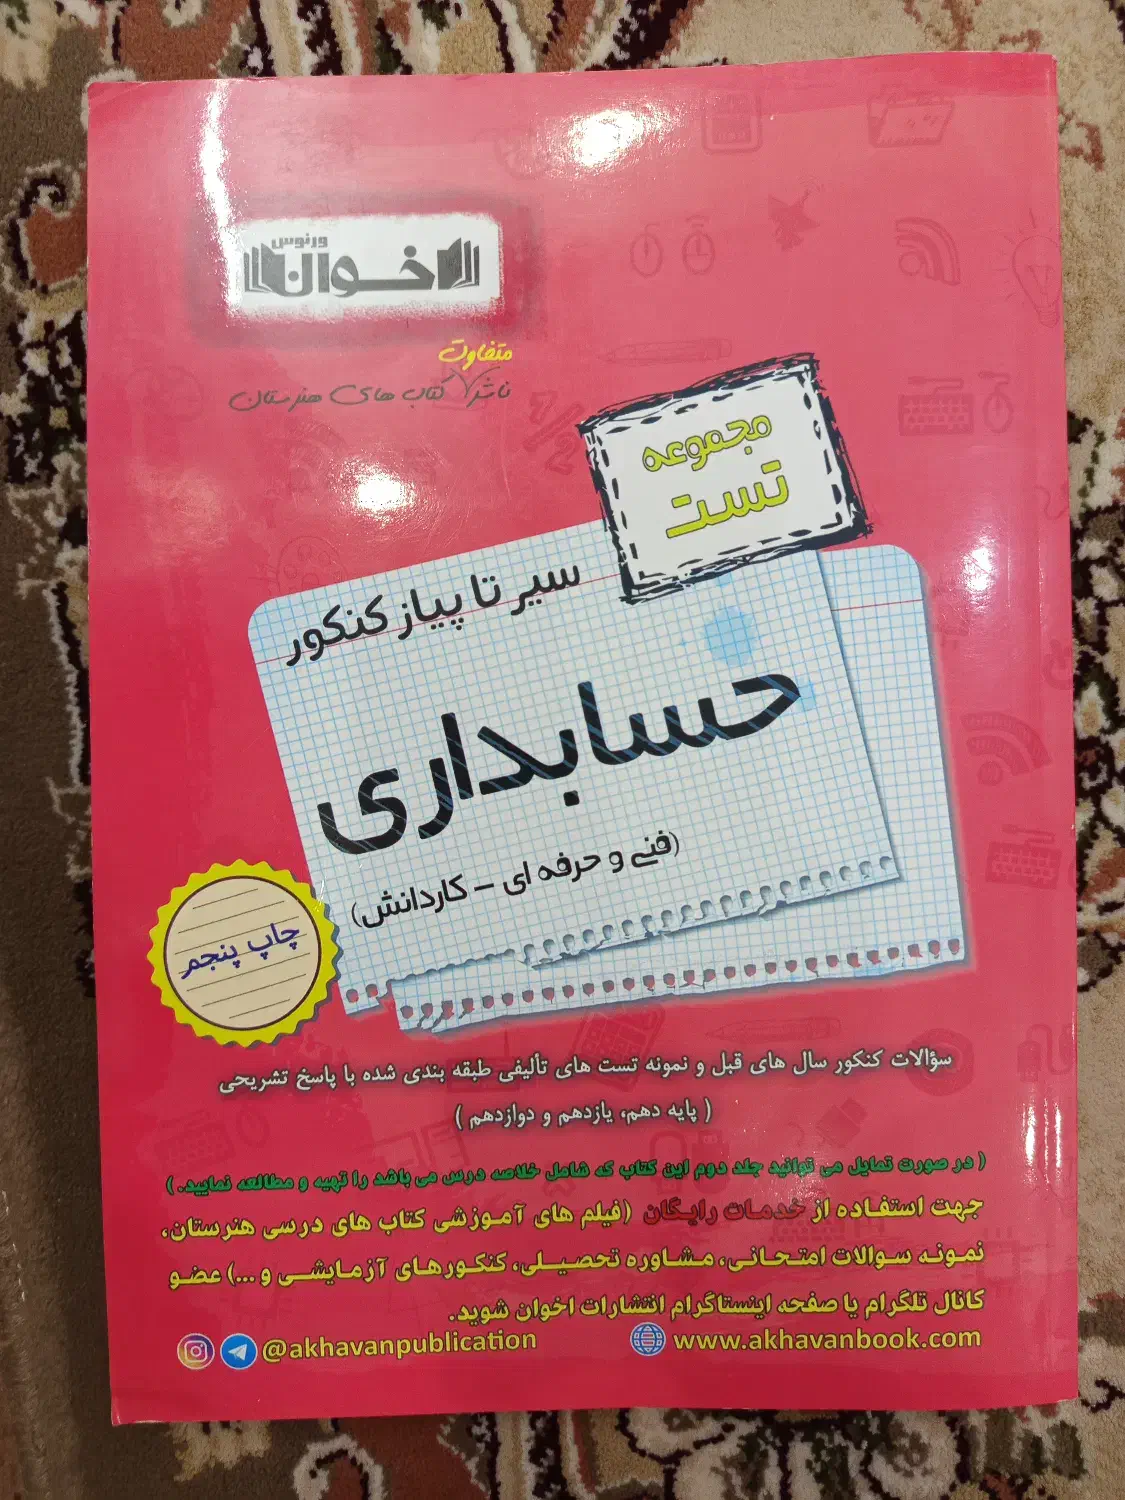 ورنوس
اخوان
متفاوت
ناشر کتاب های هنرستان
مجموعه
تست
سیر تا پیاز کنکور
حسابداری
(فنی و حرفه ای - کاردانش)
چاپ پنجم
سؤالات کنکور سال های قبل و نمونه تست های تألیفی طبقه بندی شده با پاسخ تشریحی
( پایه دهم، یازدهم و دوازدهم )
( در صورت تمایل می توانید جلد دوم این کتاب که شامل خلاصه درس می باشد را تهیه و مطالعه نمایید. )
جهت استفاده از خدمات رایگان (فیلم های آموزشی کتاب های درسی هنرستان،
نمونه سوالات امتحانی، مشاوره تحصیلی، کنکورهای آزمایشی و ...) عضو
کانال تلگرام یا صفحه اینستاگرام انتشارات اخوان شوید.
@akhavanpublication www.akhavanbook.com